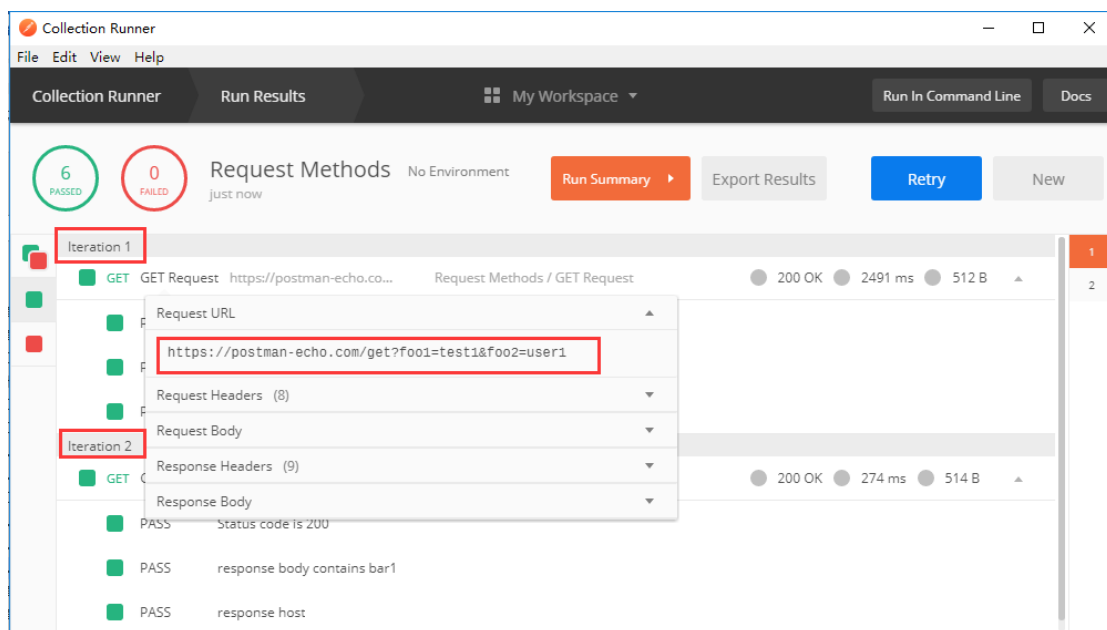 Collection Runner
File Edit View Help
Collection Runner Run Results My Workspace Run In Command Line Docs
6 PASSED
0 FAILED
Request Methods No Environment
just now
Run Summary Export Results Retry New
Iteration 1
1
GET GET Request https://postman-echo.co... Request Methods / GET Request 200 OK 2491 ms 512 B
2
Request URL
https://postman-echo.com/get?foo1=test1&foo2=user1
Request Headers (8)
Request Body
Iteration 2
Response Headers (9)
GET 200 OK 274 ms 514 B
Response Body
PASS Status code is 200
PASS response body contains bar1
PASS response host